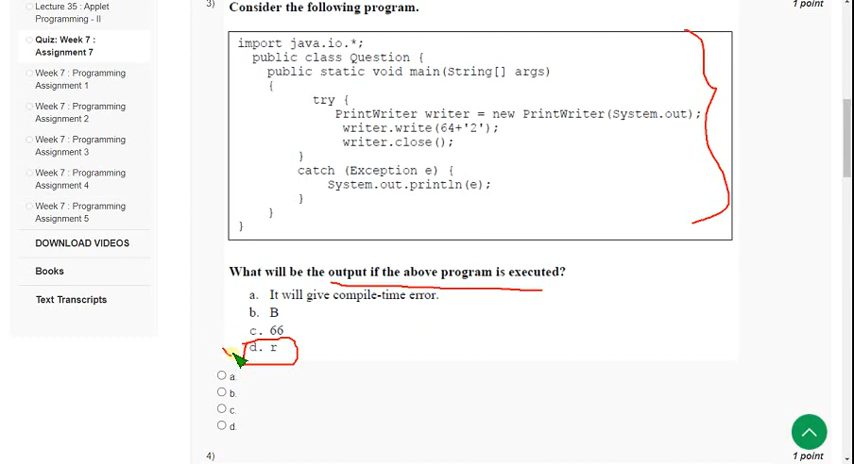 Lecture 35 : Applet
Programming - II
Quiz: Week 7 :
Assignment 7
Week 7 : Programming
Assignment 1
Week 7 : Programming
Assignment 2
Week 7 : Programming
Assignment 3
Week 7 : Programming
Assignment 4
Week 7 : Programming
Assignment 5
DOWNLOAD VIDEOS
Books
Text Transcripts
3) Consider the following program. 1 point
import java.io.*;
public class Question {
public static void main(String[] args)
{
try {
PrintWriter writer = new PrintWriter(System.out);
writer.write(64+'2');
writer.close();
}
catch (Exception e) {
System.out.println(e);
}
}
}
What will be the output if the above program is executed?
a. It will give compile-time error.
b. B
c. 66
d. r
a.
b.
c.
d.
4) 1 point